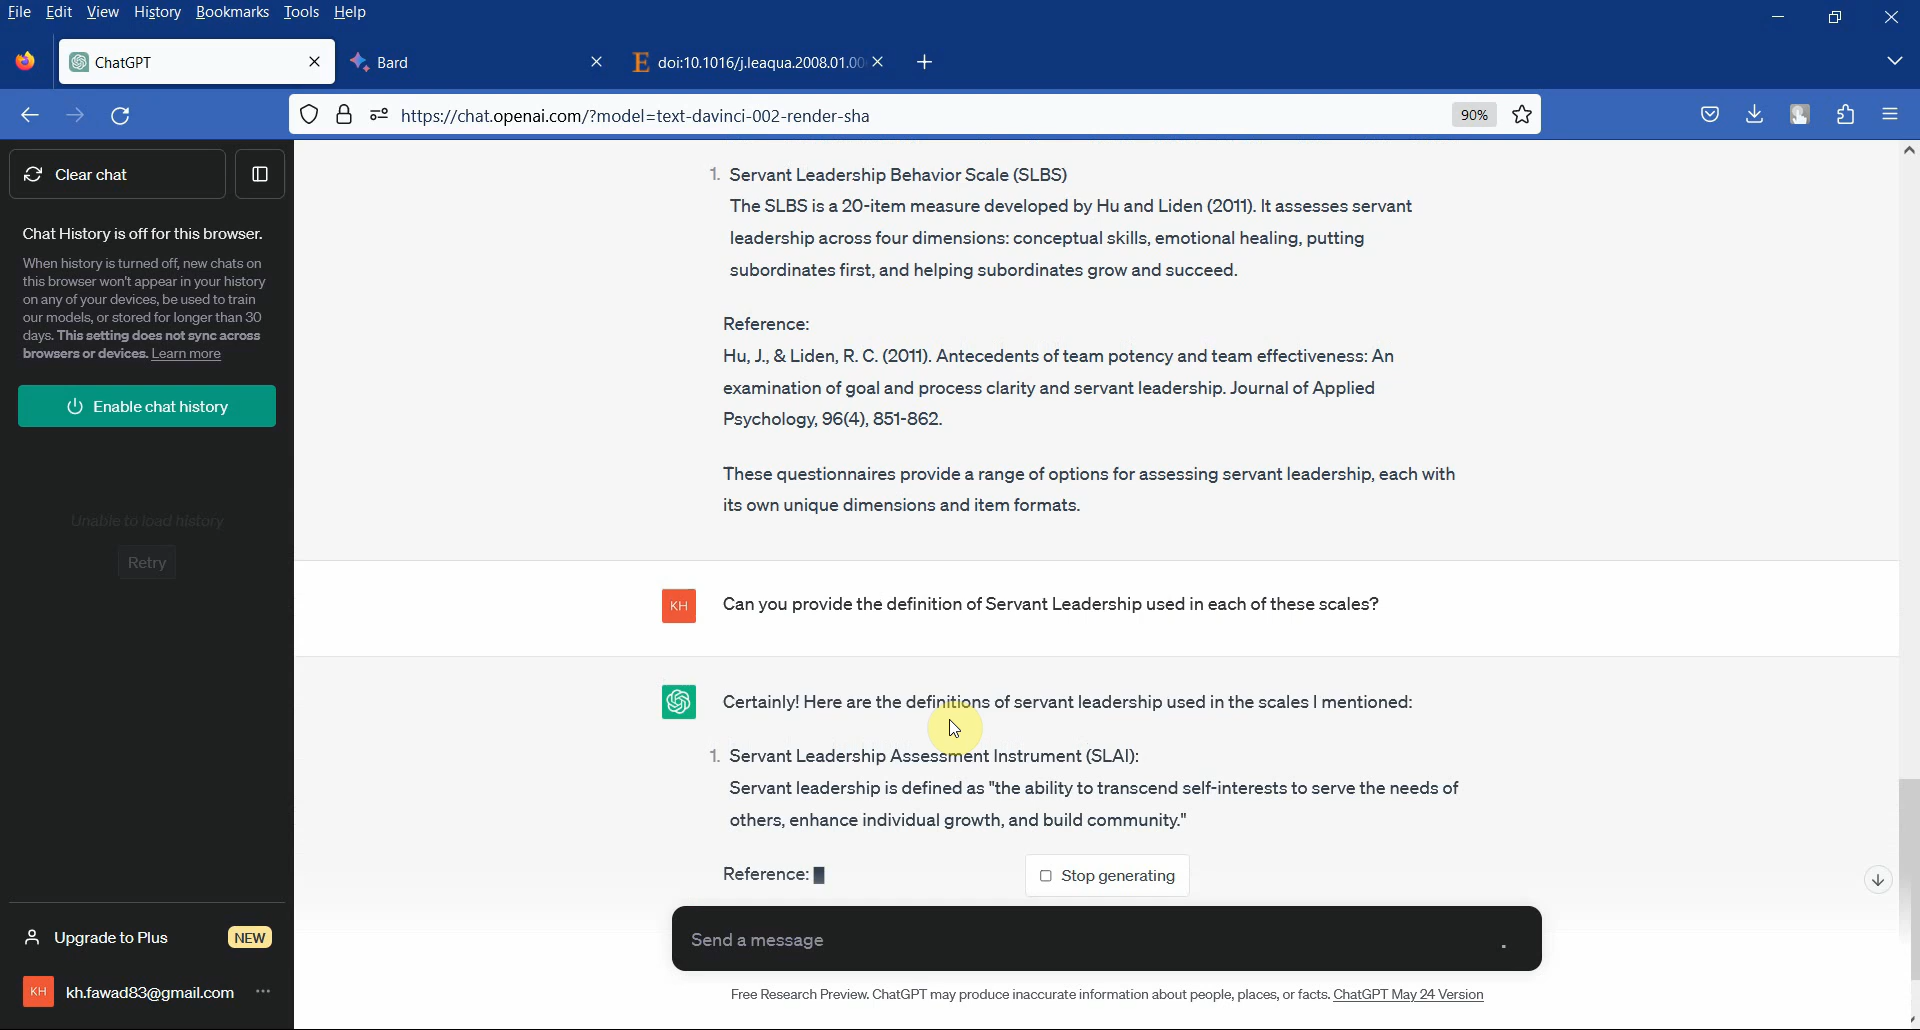 File Edit View History Bookmarks Tools Help
ChatGPT
Bard
E doi:10.1016/j.leaqua.2008.01.00
https://chat.openai.com/?model=text-davinci-002-render-sha
90%
Clear chat
Chat History is off for this browser.
When history is turned off, new chats on
this browser won't appear in your history
on any of your devices, be used to train
our models, or stored for longer than 30
days. This setting does not sync across
browsers or devices. Learn more
Enable chat history
Unable to load history
Retry
Upgrade to Plus NEW
KH kh.fawad83@gmail.com
1. Servant Leadership Behavior Scale (SLBS)
The SLBS is a 20-item measure developed by Hu and Liden (2011). It assesses servant
leadership across four dimensions: conceptual skills, emotional healing, putting
subordinates first, and helping subordinates grow and succeed.
Reference:
Hu, J., & Liden, R. C. (2011). Antecedents of team potency and team effectiveness: An
examination of goal and process clarity and servant leadership. Journal of Applied
Psychology, 96(4), 851-862.
These questionnaires provide a range of options for assessing servant leadership, each with
its own unique dimensions and item formats.
KH Can you provide the definition of Servant Leadership used in each of these scales?
Certainly! Here are the definitions of servant leadership used in the scales I mentioned:
1. Servant Leadership Assessment Instrument (SLAI):
Servant leadership is defined as "the ability to transcend self-interests to serve the needs of
others, enhance individual growth, and build community."
Reference:
Stop generating
Send a message
Free Research Preview. ChatGPT may produce inaccurate information about people, places, or facts. ChatGPT May 24 Version